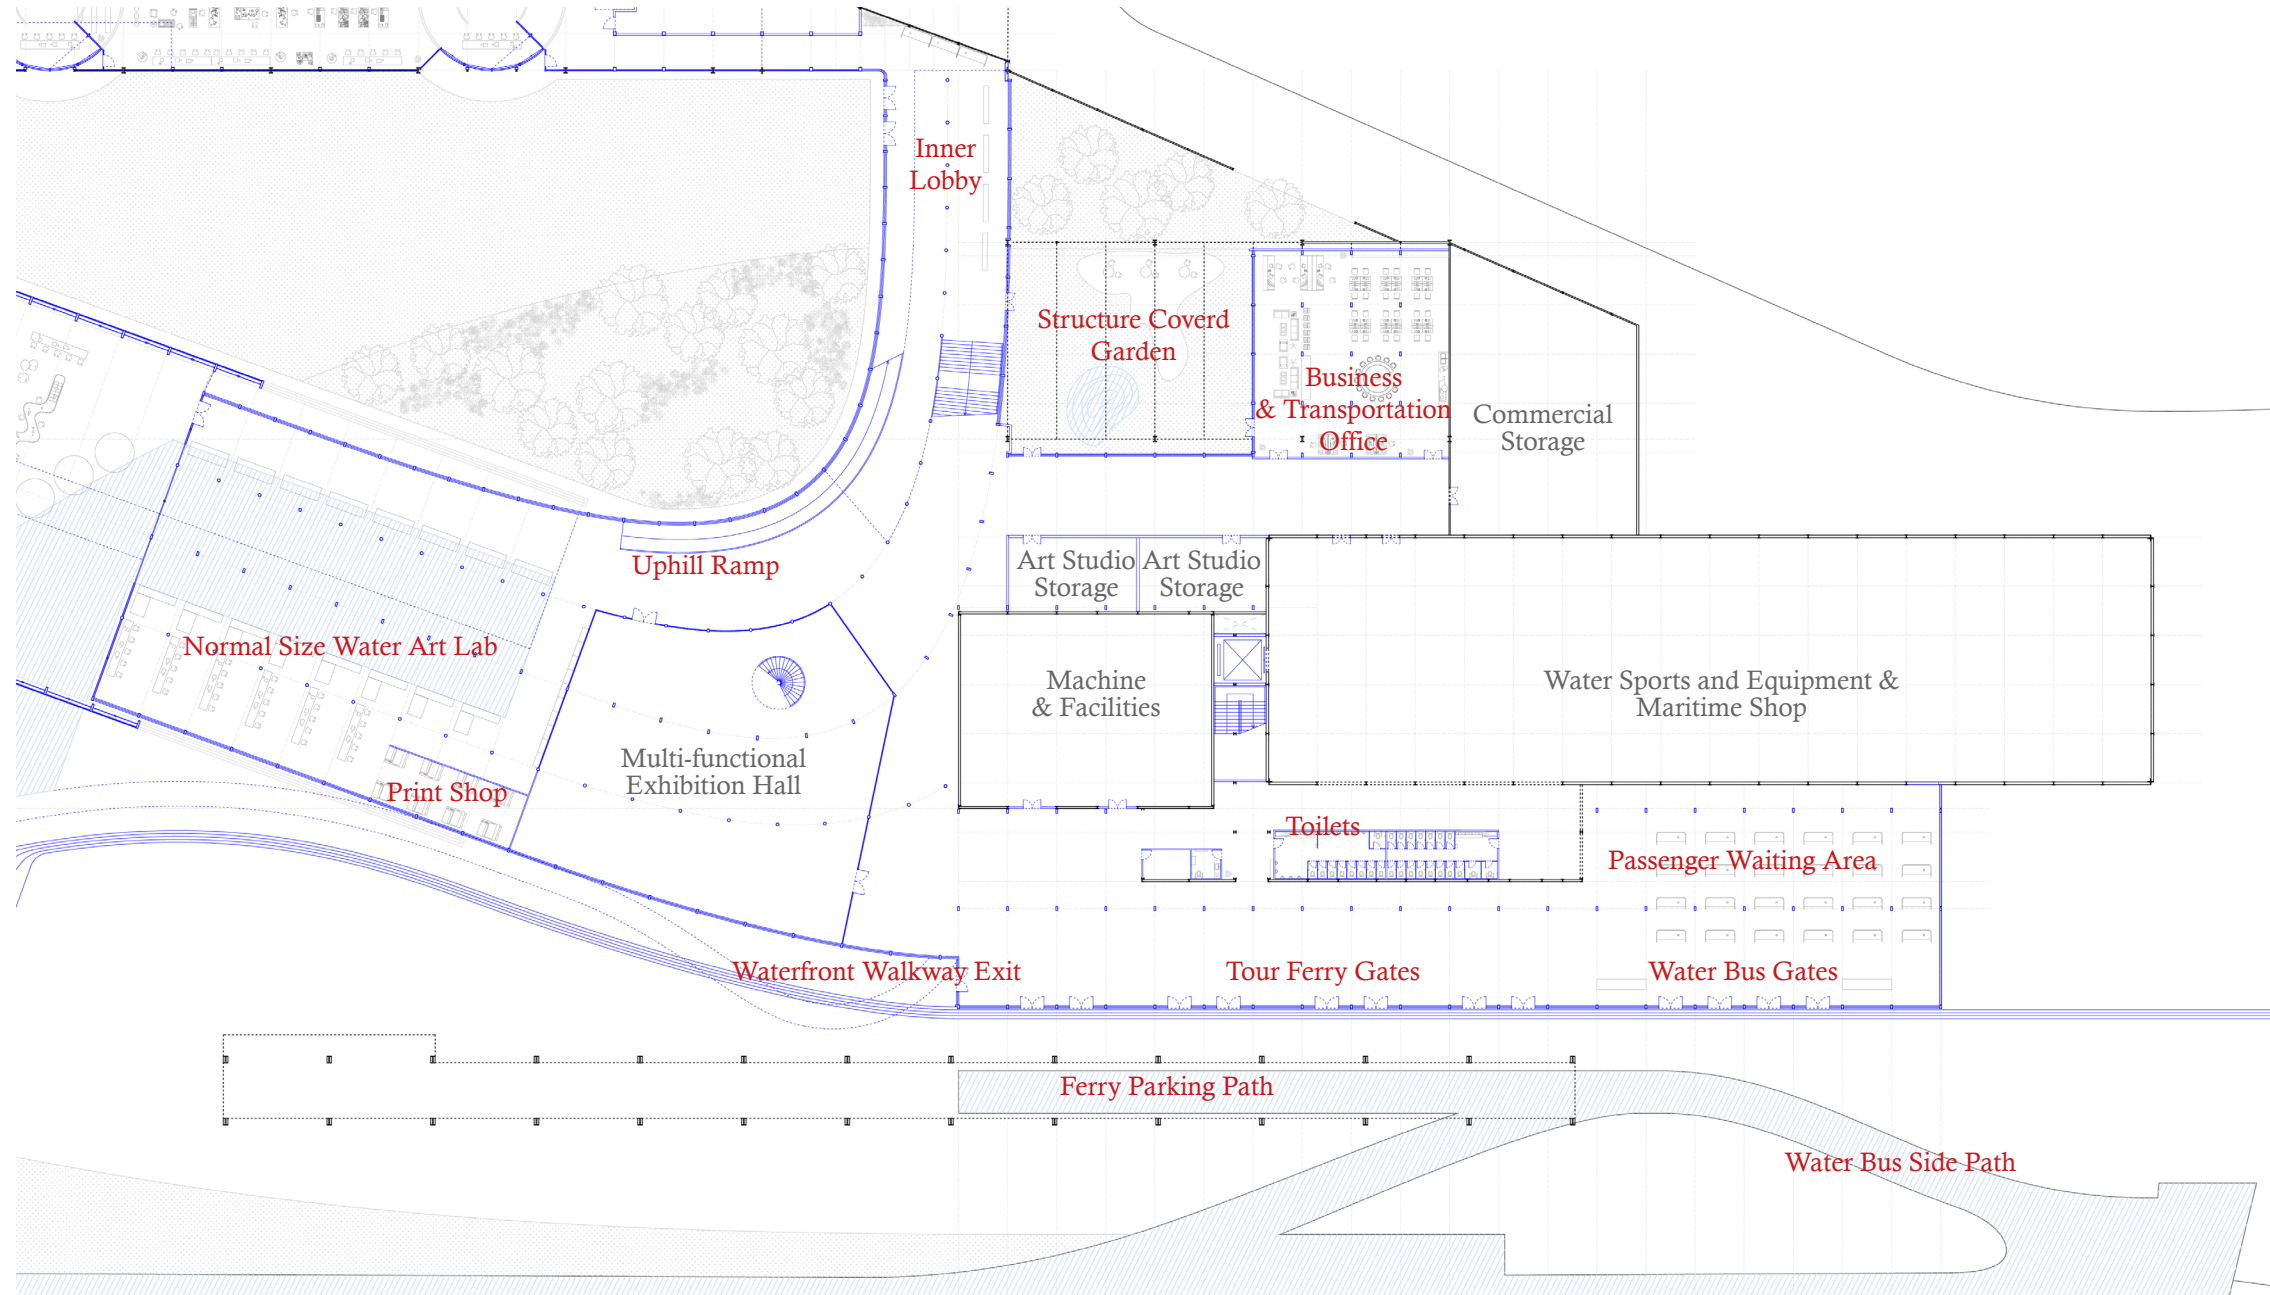 Inner
Lobby
Structure Coverd
Garden
Business
& Transportation
Office
Commercial
Storage
Uphill Ramp
Art Studio
Storage
Art Studio
Storage
Normal Size Water Art Lab
Machine
& Facilities
Water Sports and Equipment &
Maritime Shop
Multi-functional
Exhibition Hall
Print Shop
Toilets
Passenger Waiting Area
Waterfront Walkway Exit
Tour Ferry Gates
Water Bus Gates
Ferry Parking Path
Water Bus Side Path